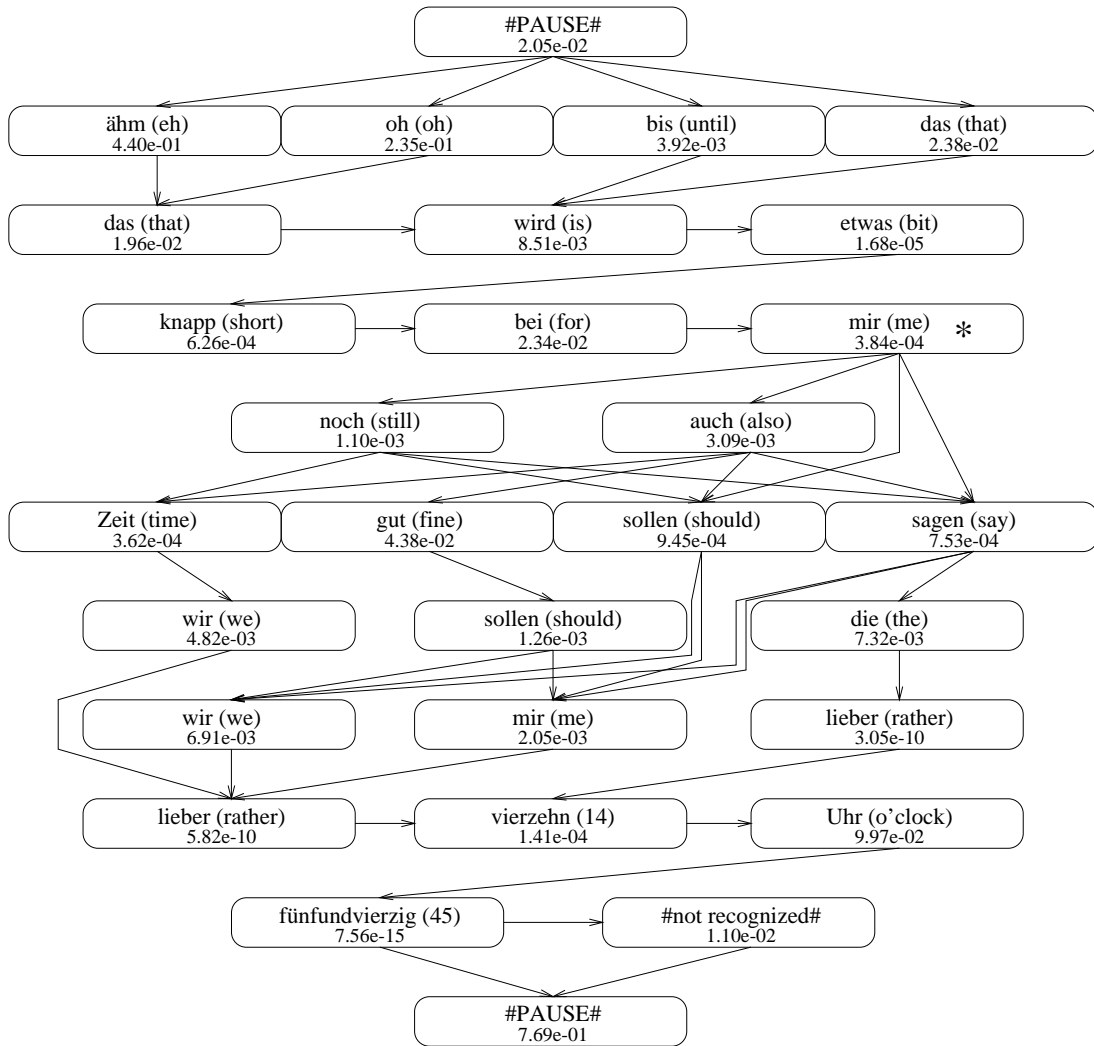 #PAUSE#
2.05e-02
ähm (eh)
4.40e-01
oh (oh)
2.35e-01
bis (until)
3.92e-03
das (that)
2.38e-02
das (that)
1.96e-02
wird (is)
8.51e-03
etwas (bit)
1.68e-05
knapp (short)
6.26e-04
bei (for)
2.34e-02
mir (me)
3.84e-04
*
noch (still)
1.10e-03
auch (also)
3.09e-03
Zeit (time)
3.62e-04
gut (fine)
4.38e-02
sollen (should)
9.45e-04
sagen (say)
7.53e-04
wir (we)
4.82e-03
sollen (should)
1.26e-03
die (the)
7.32e-03
wir (we)
6.91e-03
mir (me)
2.05e-03
lieber (rather)
3.05e-10
lieber (rather)
5.82e-10
vierzehn (14)
1.41e-04
Uhr (o’clock)
9.97e-02
fünfundvierzig (45)
7.56e-15
#not recognized#
1.10e-02
#PAUSE#
7.69e-01